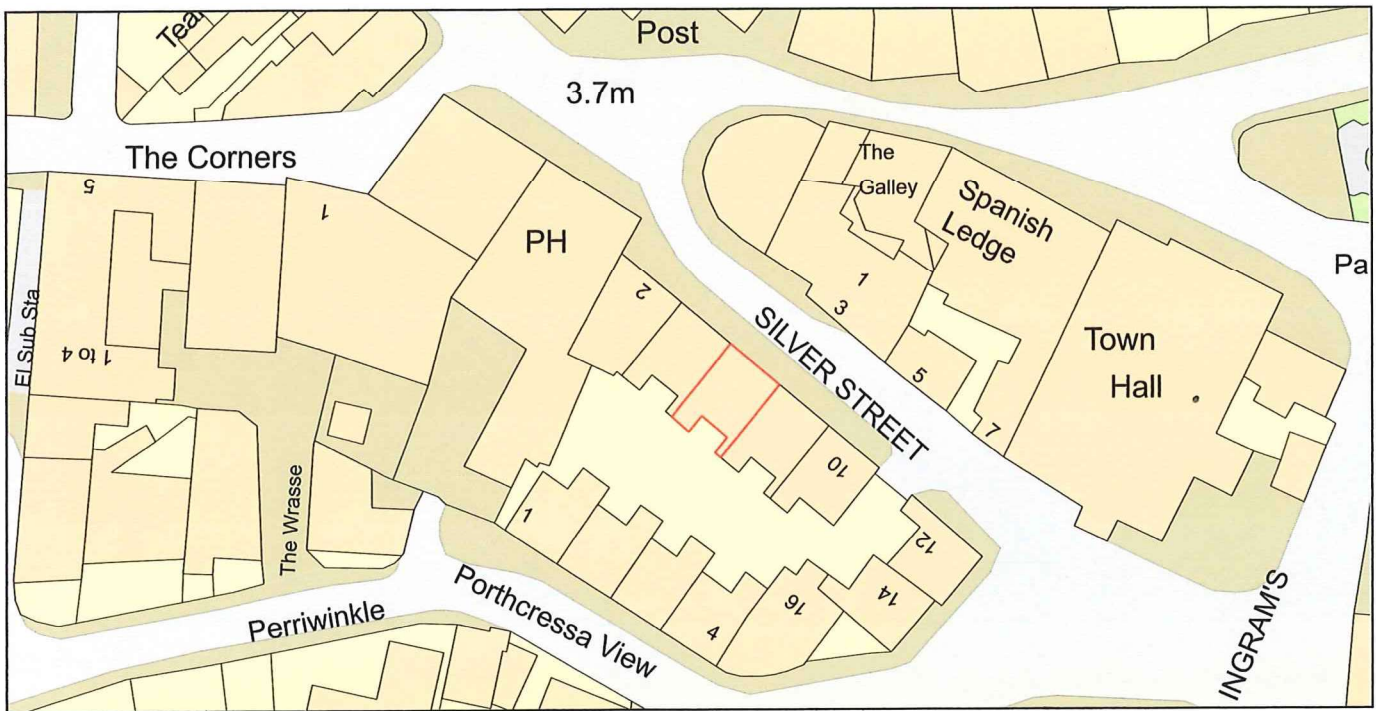 Tea
Post
3.7m
The Corners
The
Galley
Spanish
Ledge
5
1
PH
2
1
3
SILVER STREET
5
7
Town
Hall
Pa
El Sub Sta
1 to 4
10
The Wrasse
1
12
14
16
4
Perriwinkle
Porthcressa View
INGRAM'S